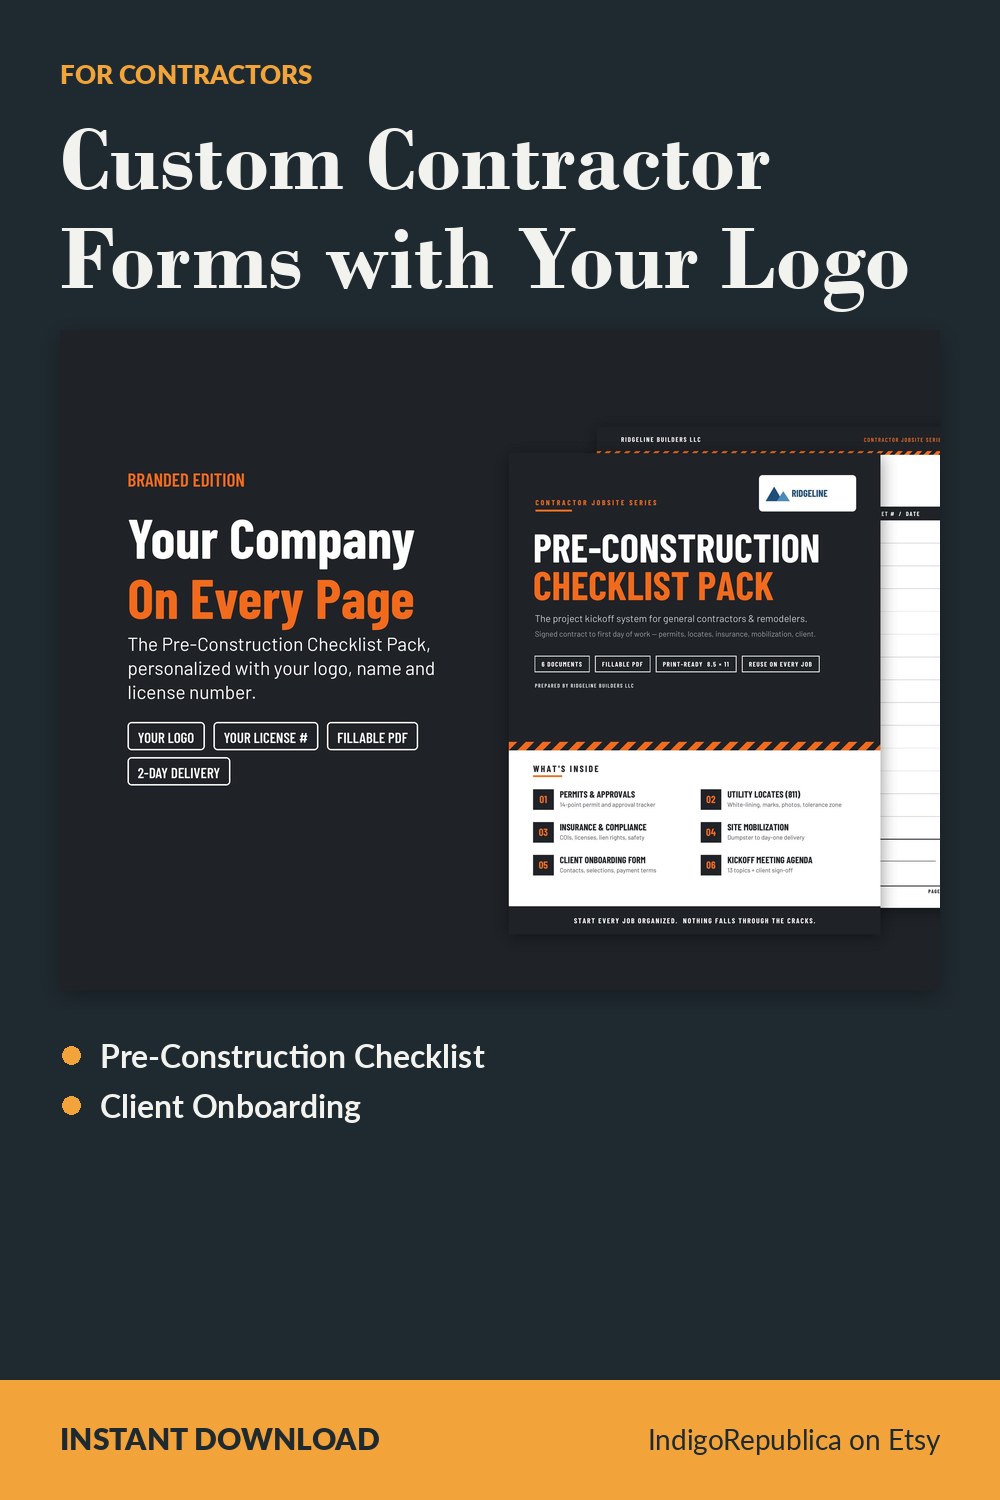 FOR CONTRACTORS
Custom Contractor
Forms with Your Logo
BRANDED EDITION
Your Company
On Every Page
The Pre-Construction Checklist Pack,
personalized with your logo, name and
license number.
YOUR LOGO
YOUR LICENSE #
FILLABLE PDF
2-DAY DELIVERY
RIDGELINE BUILDERS LLC
CONTRACTOR JOBSITE SERIE
CONTRACTOR JOBSITE SERIES
RIDGELINE
PRE-CONSTRUCTION
CHECKLIST PACK
The project kickoff system for general contractors & remodelers.
Signed contract to first day of work – permits, locates, insurance, mobilization, client.
6 DOCUMENTS
FILLABLE PDF
PRINT-READY 8.5 × 11
REUSE ON EVERY JOB
PREPARED BY RIDGELINE BUILDERS LLC
ET # / DATE
WHAT'S INSIDE
01 PERMITS & APPROVALS
14-point permit and approval tracker
02 UTILITY LOCATES (811)
White-lining, marks, photos, tolerance zone
03 INSURANCE & COMPLIANCE
COIs, licenses, lien rights, safety
04 SITE MOBILIZATION
Dumpster to day-one delivery
05 CLIENT ONBOARDING FORM
Contacts, selections, payment terms
06 KICKOFF MEETING AGENDA
13 topics + client sign-off
PAGE
START EVERY JOB ORGANIZED. NOTHING FALLS THROUGH THE CRACKS.
Pre-Construction Checklist
Client Onboarding
INSTANT DOWNLOAD
IndigoRepublica on Etsy